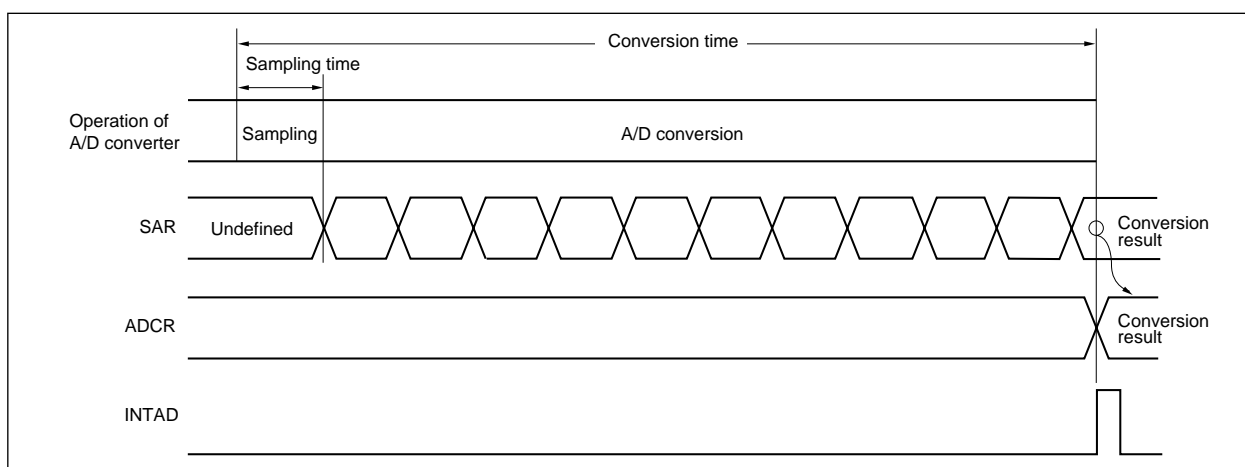 Conversion time
Sampling time
Operation of
A/D converter
Sampling
A/D conversion
SAR
Undefined
Conversion
result
ADCR
Conversion
result
INTAD